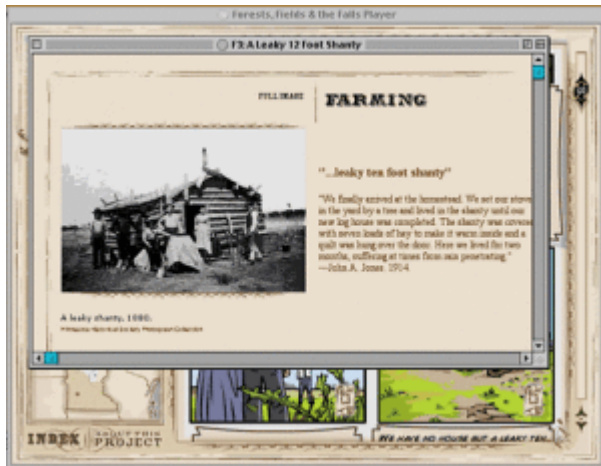 Forests, Fields & the Falls Player
F3: A Leaky 12 Foot Shanty
FULL IMAGE
FARMING
"...leaky ten foot shanty"
"We finally arrived at the homestead. We set our stove
in the yard by a tree and lived in the shanty until our
new log house was completed. The shanty was covered
with seven loads of hay to make it warm inside and a
quilt was hung over the door. Here we lived for two
months, suffering at times from rain penetrating."
—John A. Jones, 1914.
A leaky shanty, 1880.
Photograph Collection
INDEX
ABOUT THIS
PROJECT
WE HAVE NO HOUSE BUT A LEAKY TEN